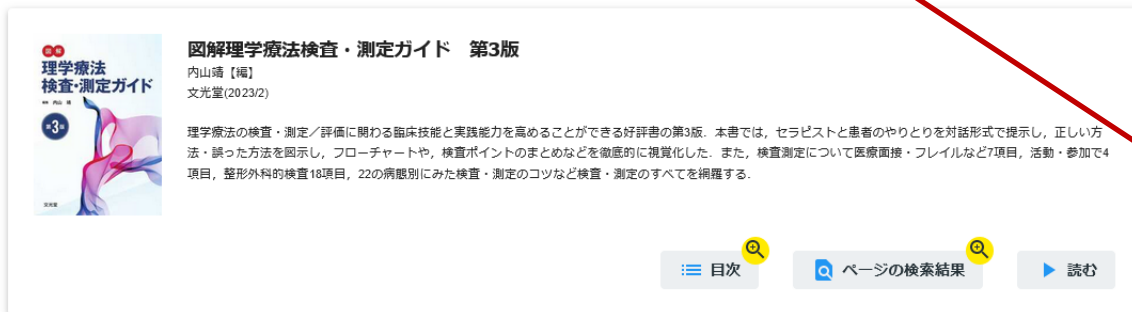 図解
理学療法
検査・測定ガイド
編集 内山 靖
第3版
文光堂
図解理学療法検査・測定ガイド　第3版
内山靖【編】
文光堂(2023/2)
理学療法の検査・測定／評価に関わる臨床技能と実践能力を高めることができる好評書の第3版．本書では，セラピストと患者のやりとりを対話形式で提示し，正しい方
法・誤った方法を図示し，フローチャートや，検査ポイントのまとめなどを徹底的に視覚化した．また，検査測定について医療面接・フレイルなど7項目，活動・参加で4
項目，整形外科的検査18項目，22の病態別にみた検査・測定のコツなど検査・測定のすべてを網羅する．
目次
ページの検索結果
読む